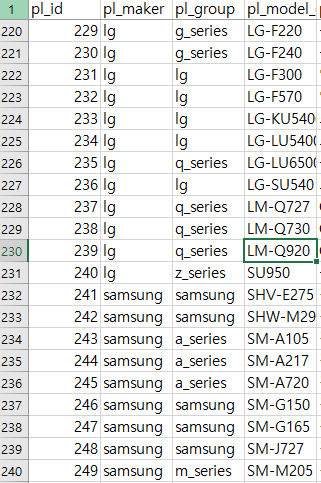 1 pl_id pl_maker pl_group pl_model_
220 229 lg g_series LG-F220
221 230 lg g_series LG-F240
222 231 lg lg LG-F300
223 232 lg lg LG-F570
224 233 lg lg LG-KU540
225 234 lg lg LG-LU5400
226 235 lg q_series LG-LU6500
227 236 lg lg LG-SU540
228 237 lg q_series LM-Q727
229 238 lg q_series LM-Q730
230 239 lg q_series LM-Q920
231 240 lg z_series SU950
232 241 samsung samsung SHV-E275
233 242 samsung samsung SHW-M29
234 243 samsung a_series SM-A105
235 244 samsung a_series SM-A217
236 245 samsung a_series SM-A720
237 246 samsung samsung SM-G150
238 247 samsung samsung SM-G165
239 248 samsung samsung SM-J727
240 249 samsung m_series SM-M205